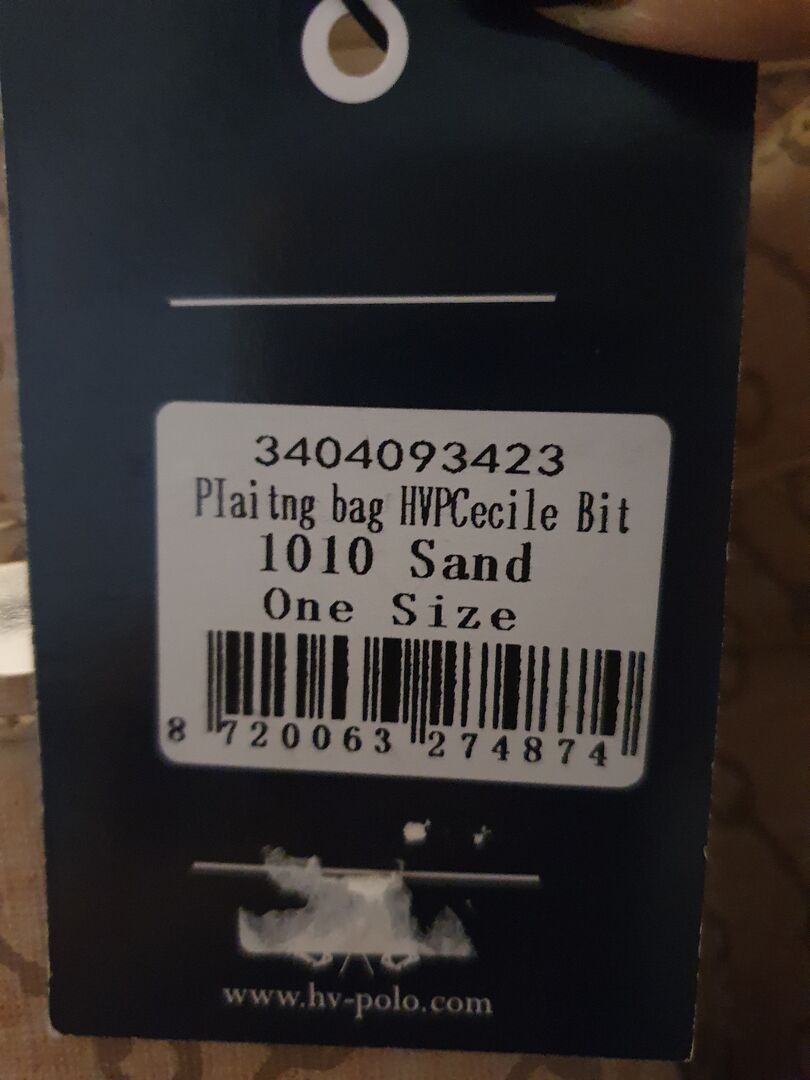 3404093423
PIaitng bag HVPCecile Bit
1010 Sand
One Size
8 720063 274874
www.hv-polo.com